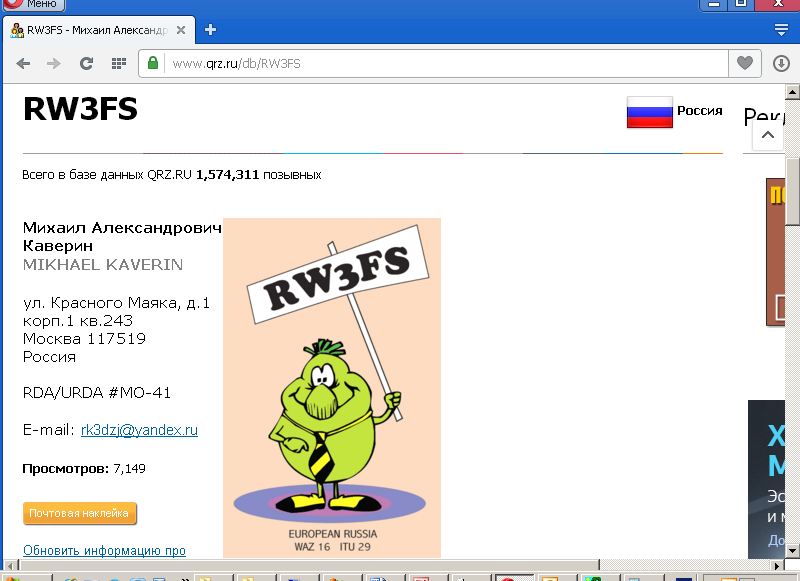 Меню
RW3FS - Михаил Александр
www.qrz.ru/db/RW3FS
RW3FS
Россия
Рек
Всего в базе данных QRZ.RU 1,574,311 позывных
Михаил Александрович
Каверин
MIKHAEL KAVERIN
ул. Красного Маяка, д.1
корп.1 кв.243
Москва 117519
Россия
RDA/URDA #MO-41
E-mail: rk3dzj@yandex.ru
Просмотров: 7,149
Почтовая наклейка
Обновить информацию про
RW3FS
EUROPEAN RUSSIA
WAZ 16 ITU 29
Х
М
Эс
и м
До